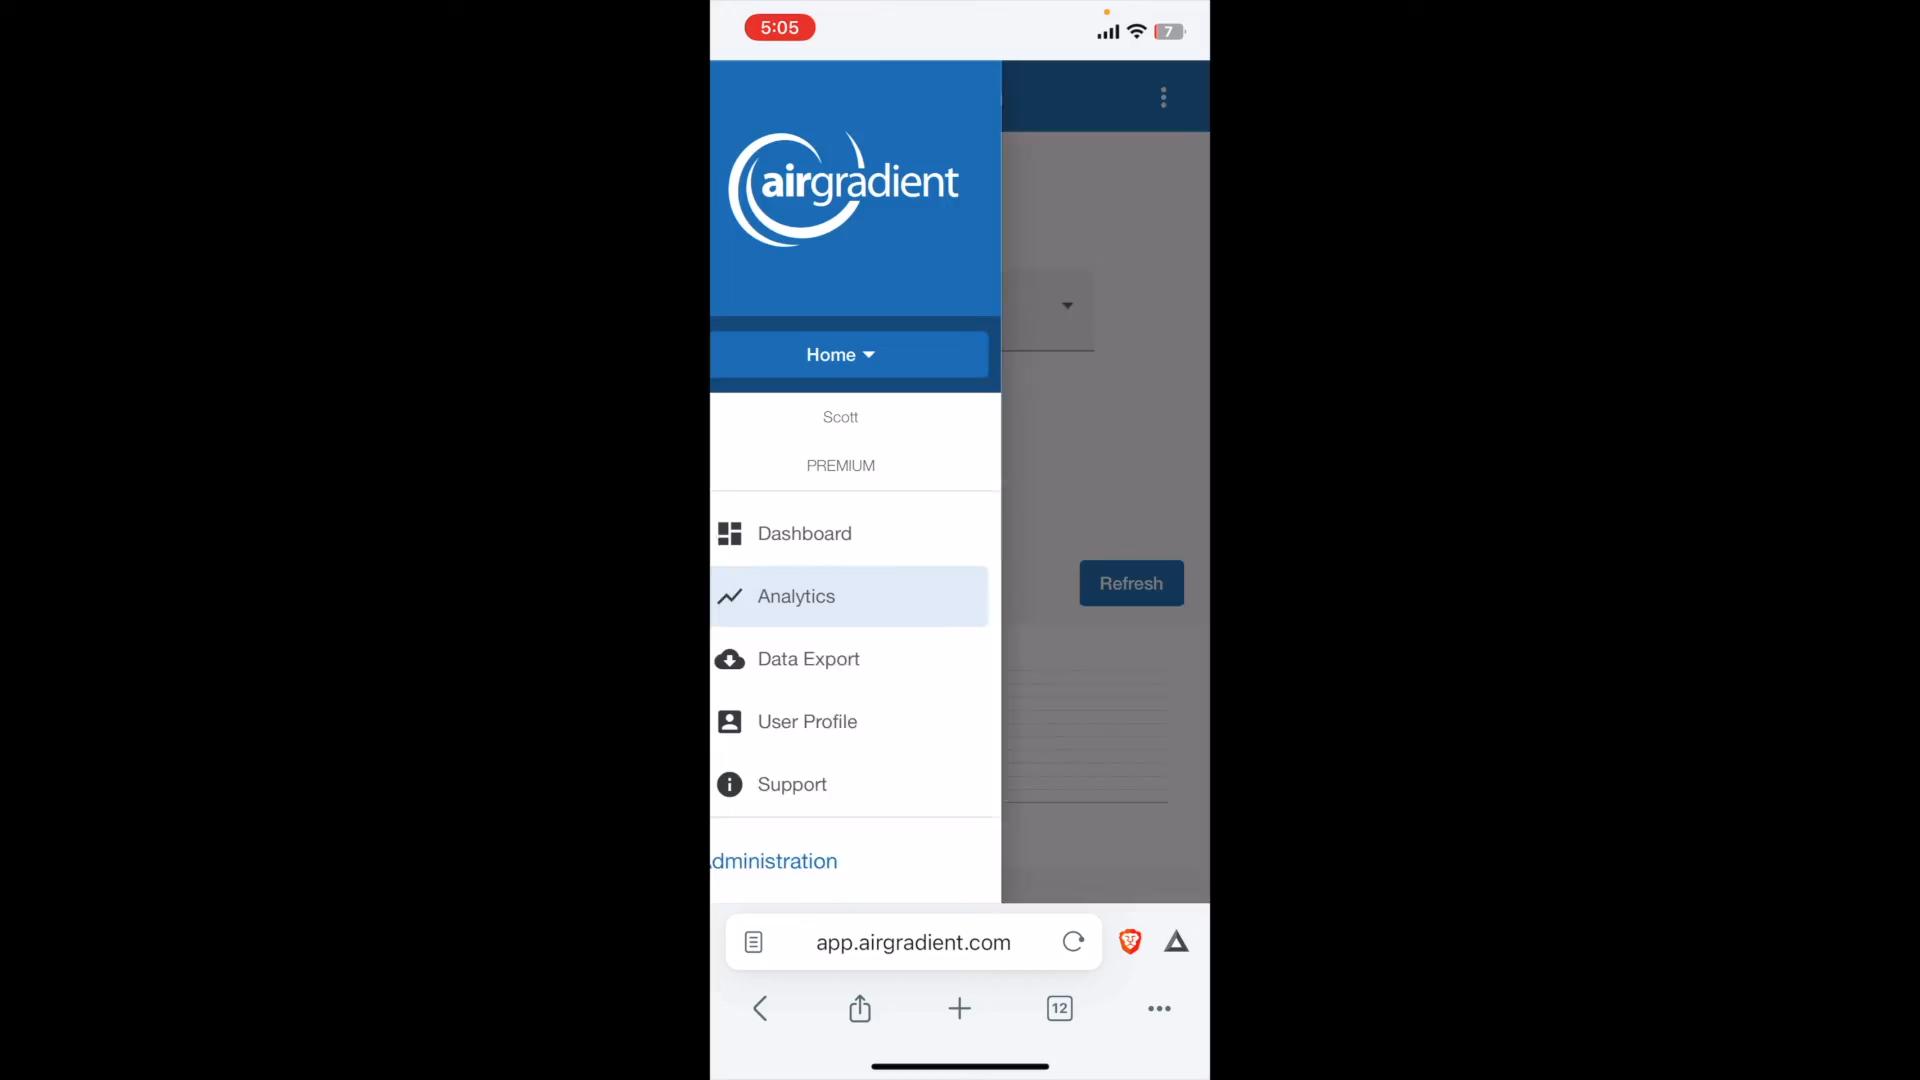 5:05
7
airgradient
Home
Scott
PREMIUM
Dashboard
Analytics
Data Export
User Profile
Support
dministration
Refresh
app.airgradient.com
12